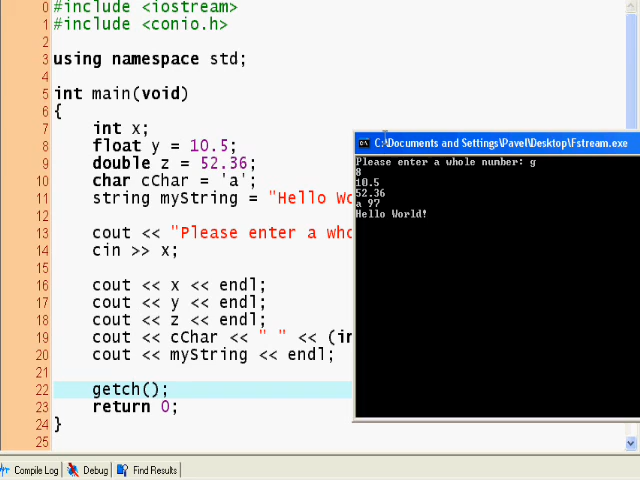 0 #include <iostream>
1 #include <conio.h>
2
3 using namespace std;
4
5 int main(void)
6 {
7 int x;
8 float y = 10.5;
9 double z = 52.36;
10 char cChar = 'a';
11 string myString = "Hello Wo
12
13 cout << "Please enter a who
14 cin >> x;
15
16 cout << x << endl;
17 cout << y << endl;
18 cout << z << endl;
19 cout << cChar << " " << (in
20 cout << myString << endl;
21
22 getch();
23 return 0;
24 }
25
C:\Documents and Settings\Pavel\Desktop\Fstream.exe
Please enter a whole number: g
8
10.5
52.36
a 97
Hello World!
Compile Log Debug Find Results